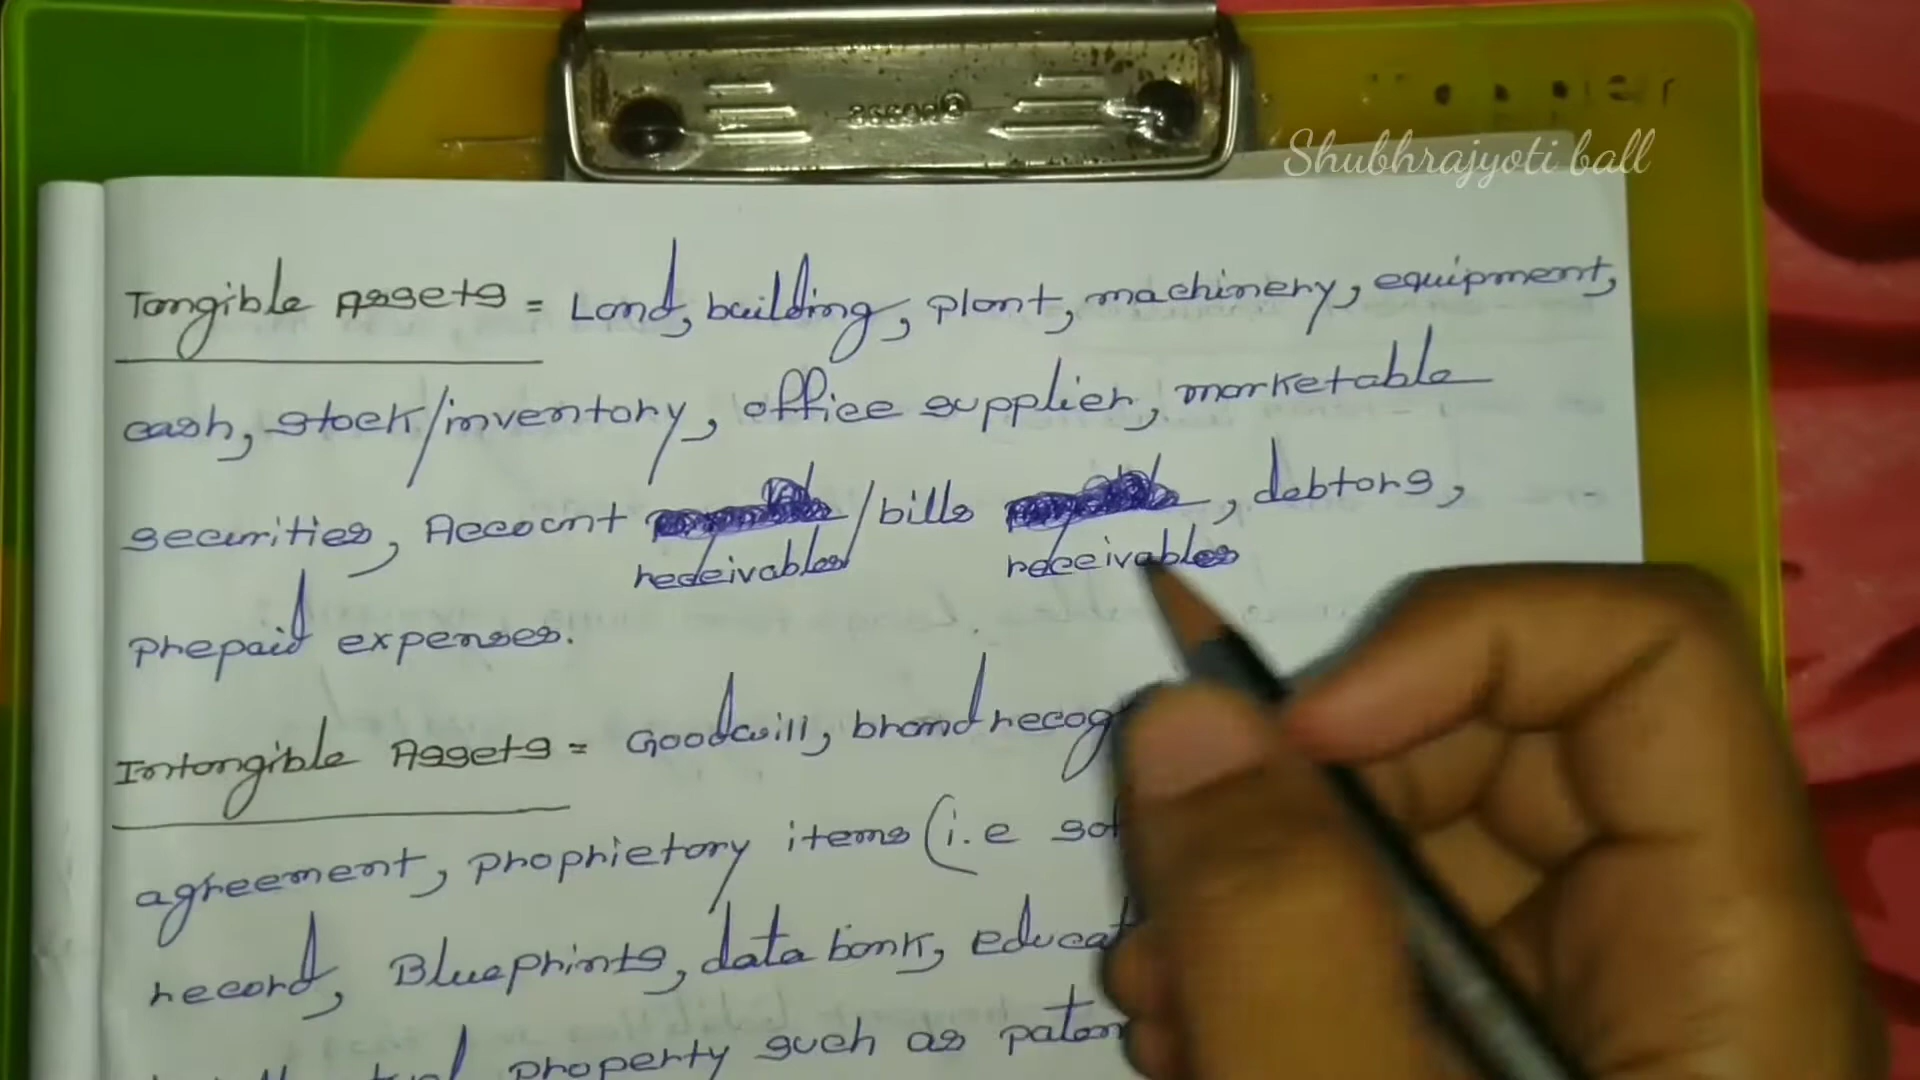 Shubhrajyoti ball
Tangible Assets = Land, building, plant, machinery, equipment,
cash, stock/inventory, office supplier, marketable
securities, Account /bills , debtors,
receivables receivables
prepaid expenses.
Intangible Assets = Goodwill, brand recog
agreement, proprietory items (i.e sof
record, Blueprints, data bank, educat
property such as paten